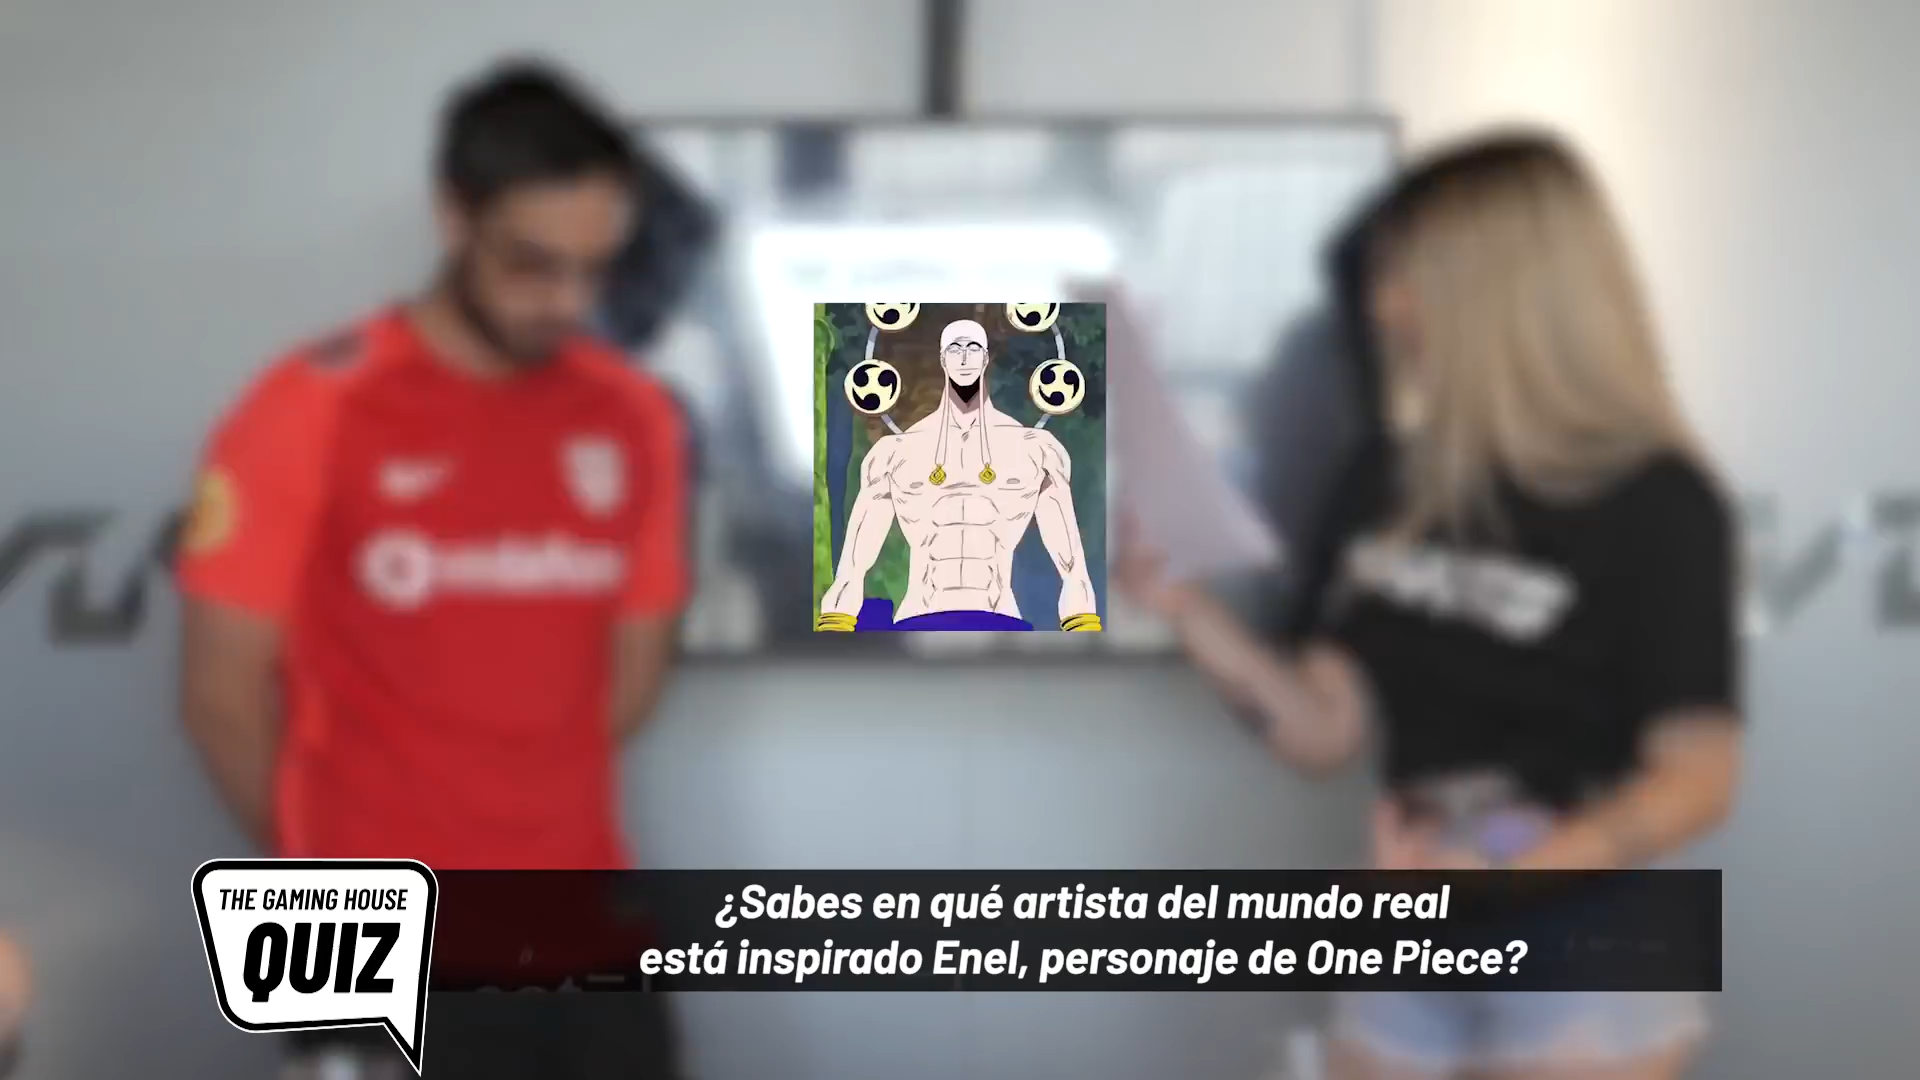 THE GAMING HOUSE
QUIZ
¿Sabes en qué artista del mundo real
está inspirado Enel, personaje de One Piece?